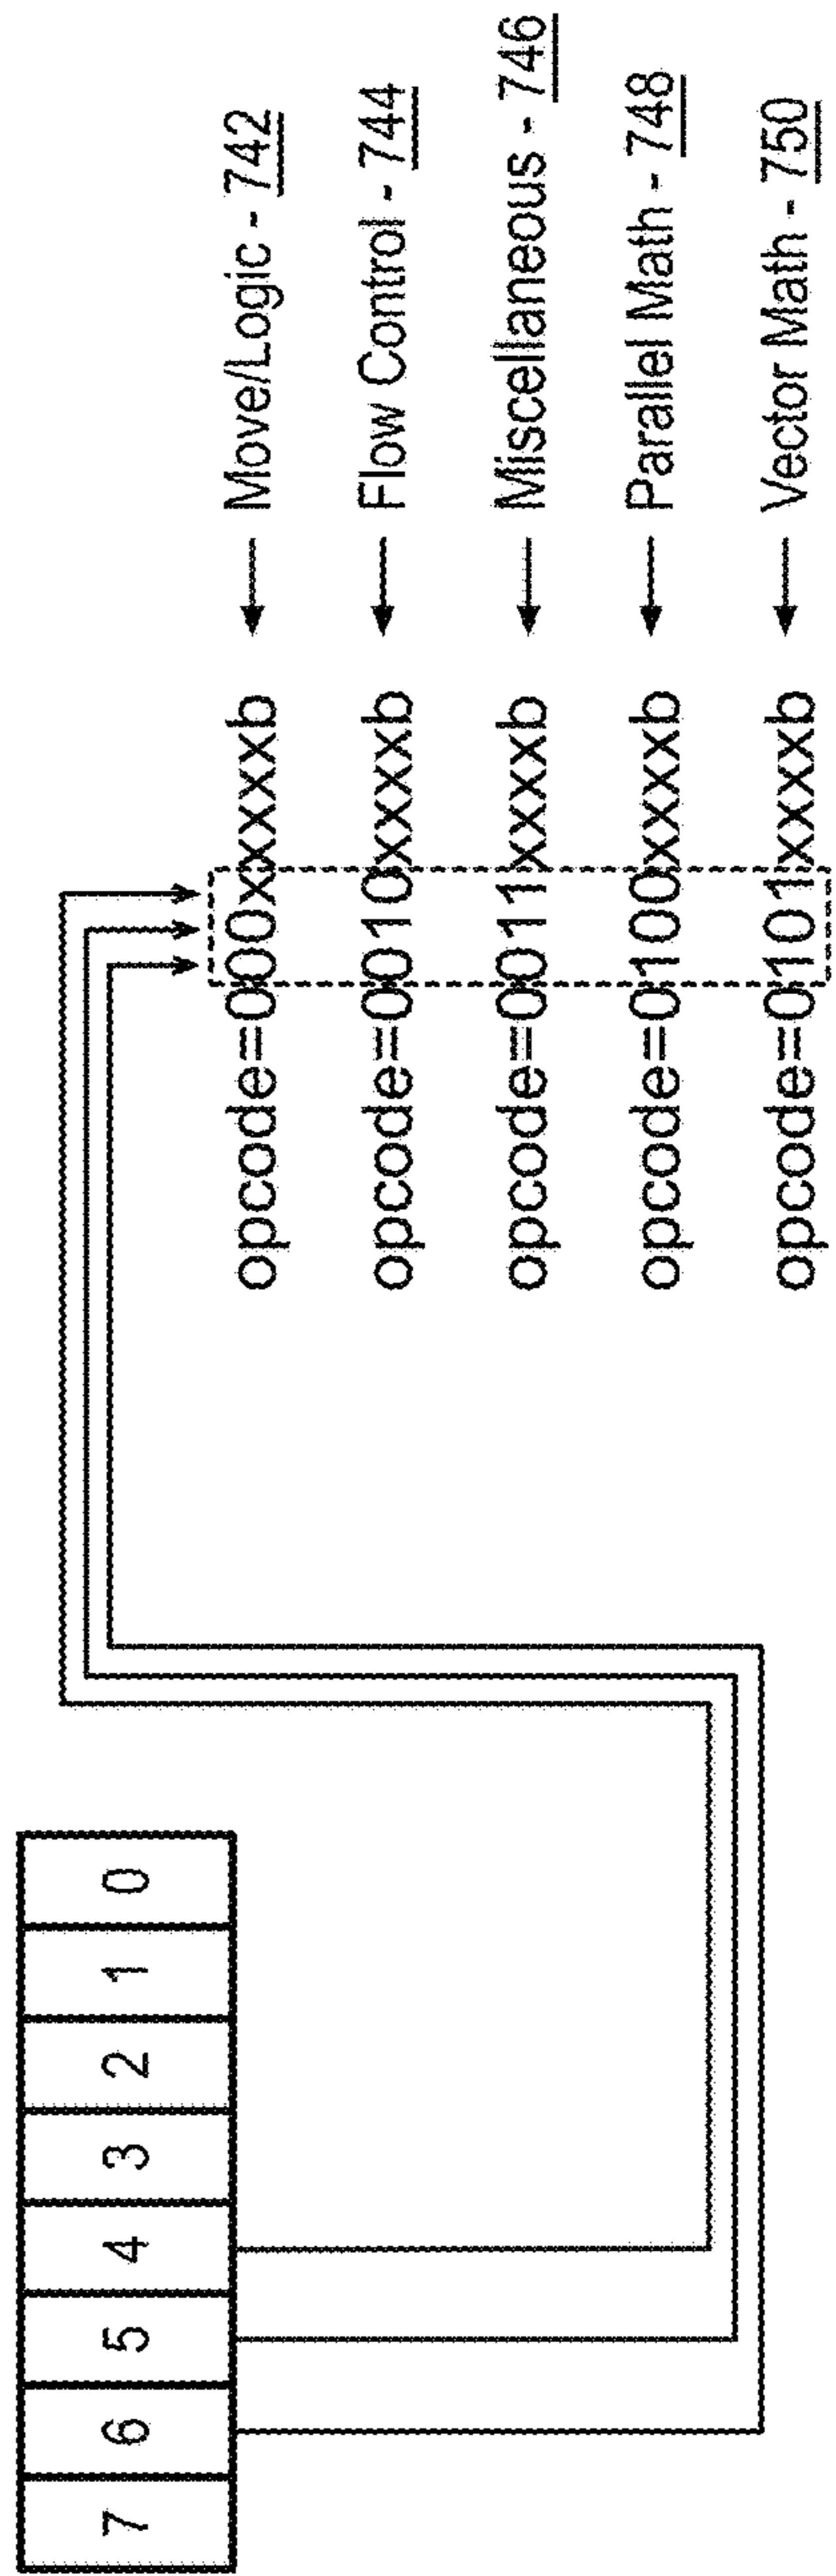 7 6 5 4 3 2 1 0
opcode=000xxxxxb ← Move/Logic - 742
opcode=0010xxxxb ← Flow Control - 744
opcode=0011xxxxb ← Miscellaneous - 746
opcode=0100xxxxb ← Parallel Math - 748
opcode=0101xxxxb ← Vector Math - 750